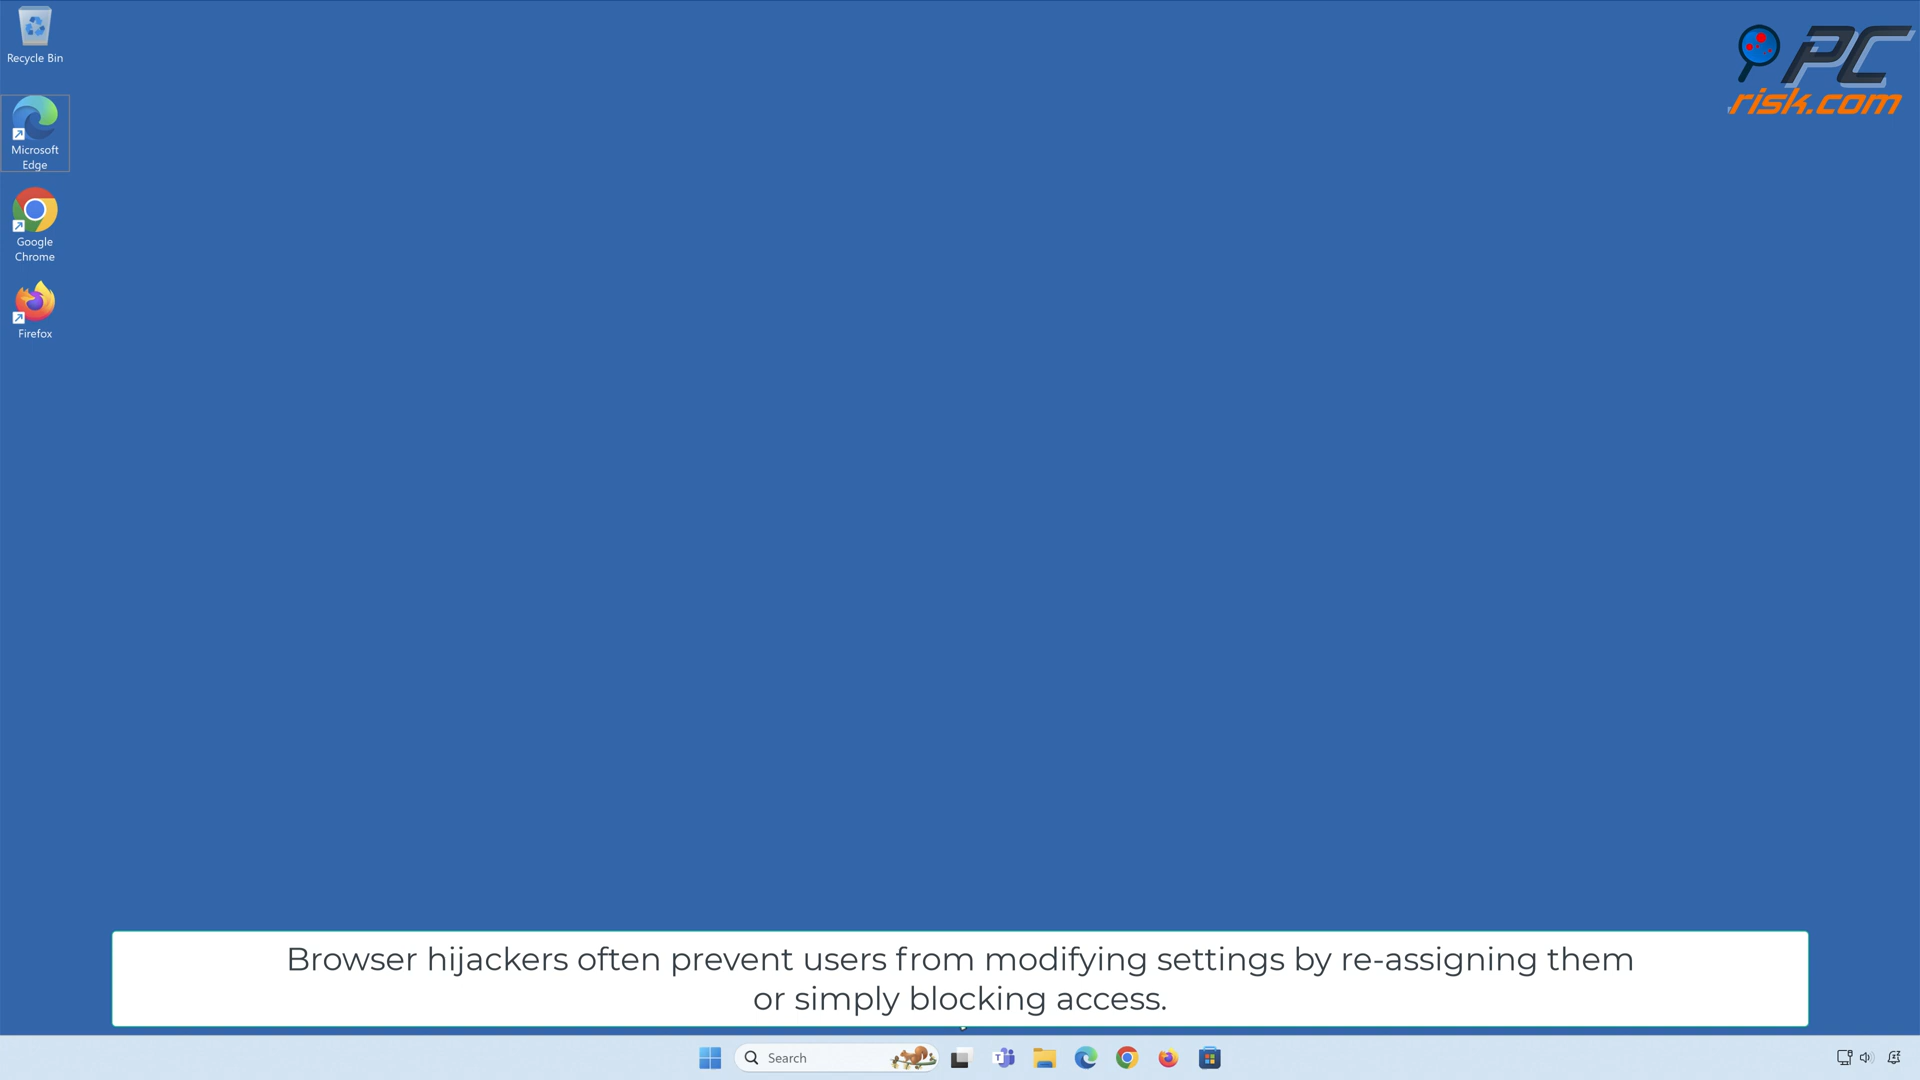 Recycle Bin
PC
risk.com
Microsoft
Edge
Google
Chrome
Firefox
Browser hijackers often prevent users from modifying settings by re-assigning them
or simply blocking access.
Search